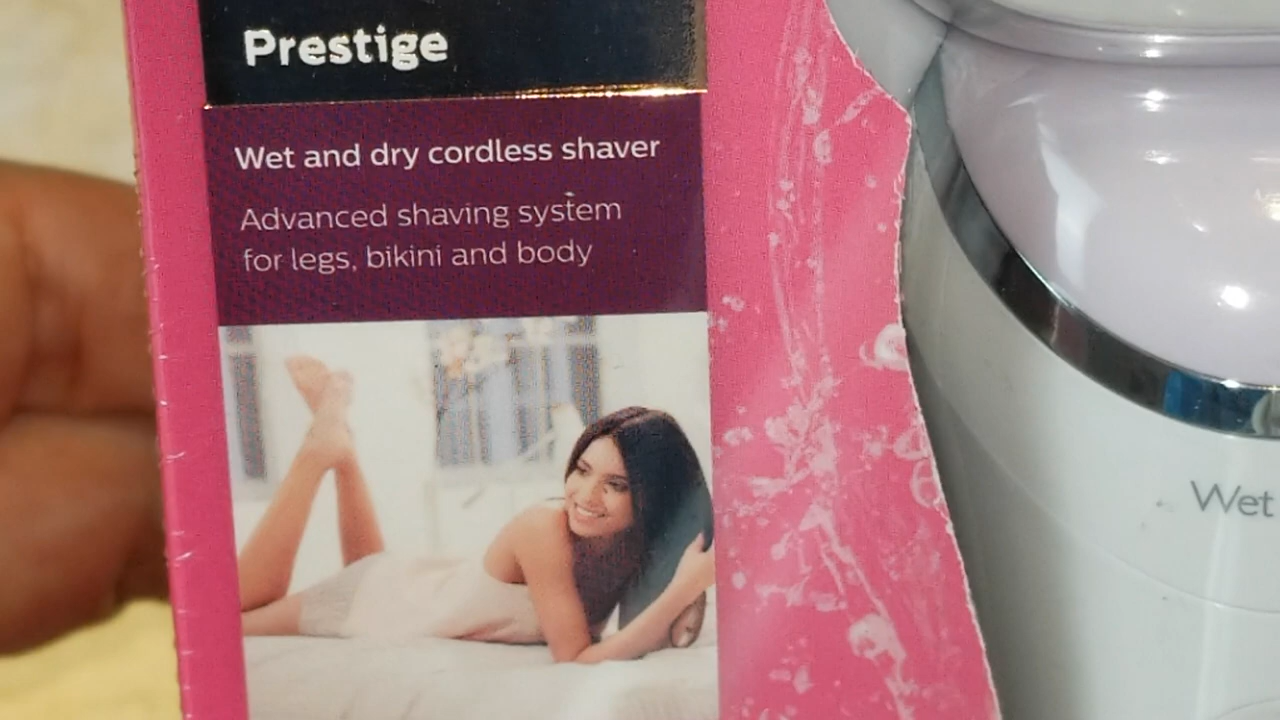 Prestige
Wet and dry cordless shaver
Advanced shaving system
for legs, bikini and body
Wet